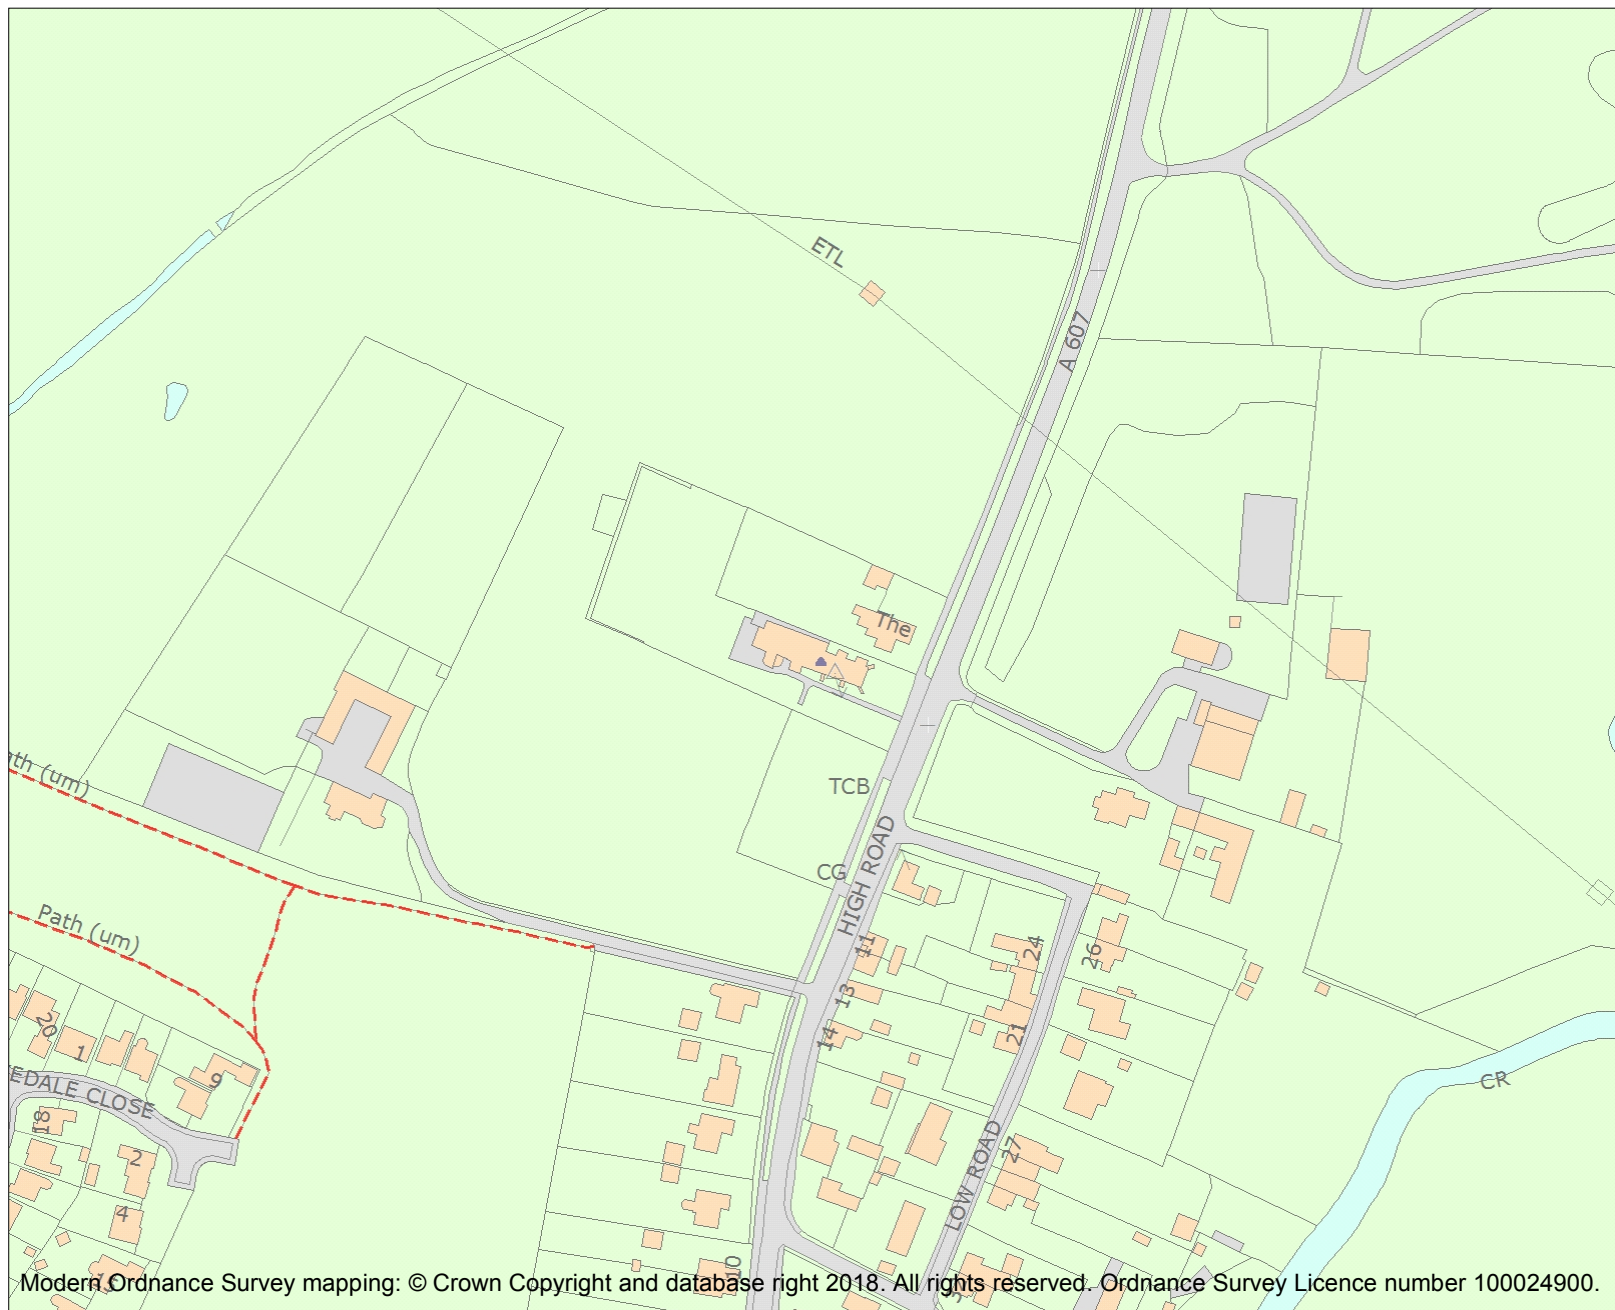 ETL
A 607
The
TCB
HIGH ROAD
CG
Path (um)
11
24
26
13
14
21
20
1
9
EDALE CLOSE
18
2
4
15
27
LOW ROAD
CR
10
Modern Ordnance Survey mapping: © Crown Copyright and database right 2018. All rights reserved. Ordnance Survey Licence number 100024900.